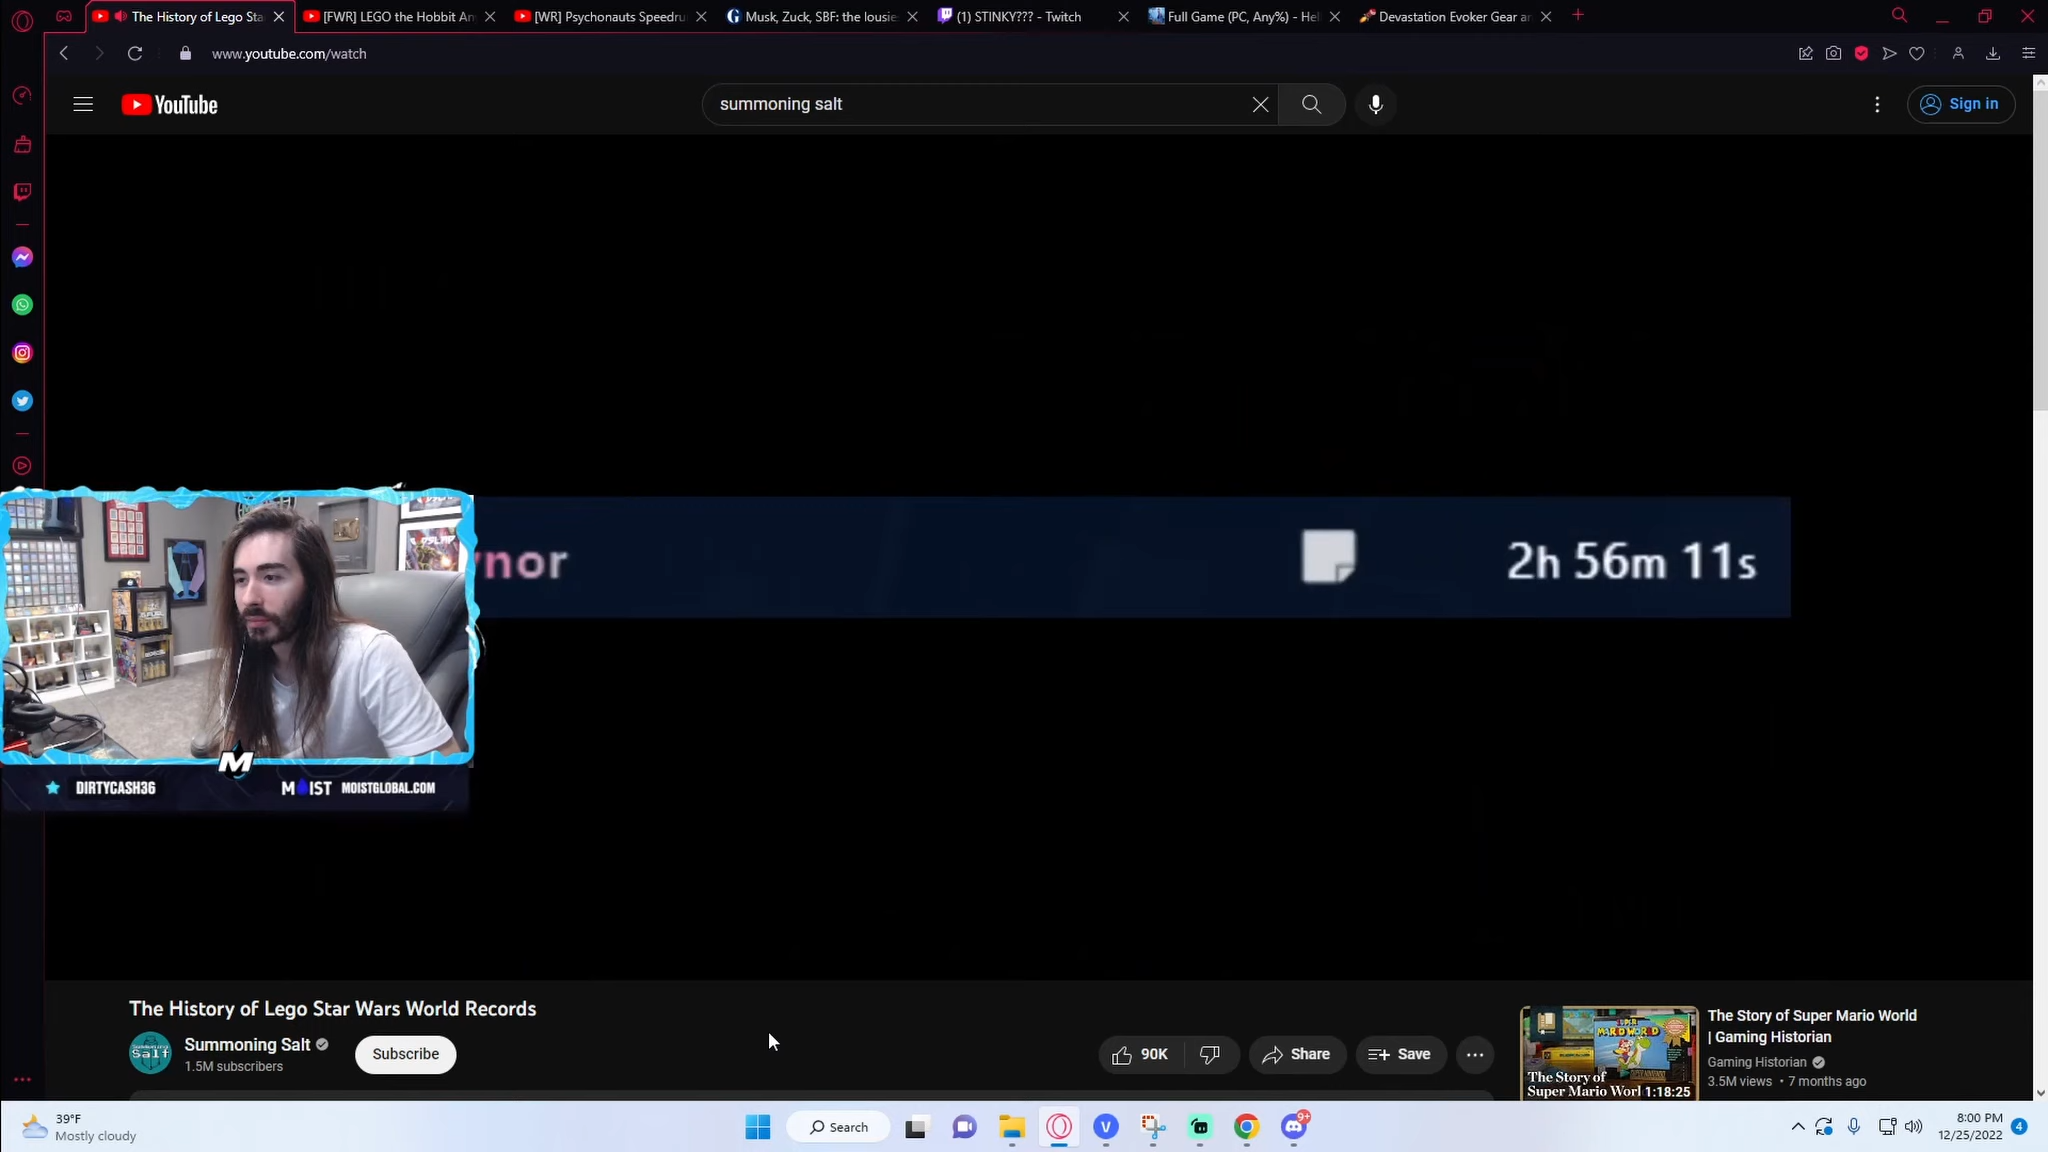 The History of Lego Sta
[FWR] LEGO the Hobbit An
[WR] Psychonauts Speedru
Musk, Zuck, SBF: the lousie
(1) STINKY??? - Twitch
Full Game (PC, Any%) - Hel
Devastation Evoker Gear a
www.youtube.com/watch
YouTube
summoning salt
Sign in
nor
2h 56m 11s
M
DIRTYCASH36
MOIST
MOISTGLOBAL.COM
The History of Lego Star Wars World Records
Salt
Summoning Salt
1.5M subscribers
Subscribe
90K
Share
Save
The Story of
Super Mario Worl
1:18:25
The Story of Super Mario World
| Gaming Historian
Gaming Historian
3.5M views • 7 months ago
39°F
Mostly cloudy
Search
9+
8:00 PM
12/25/2022
4